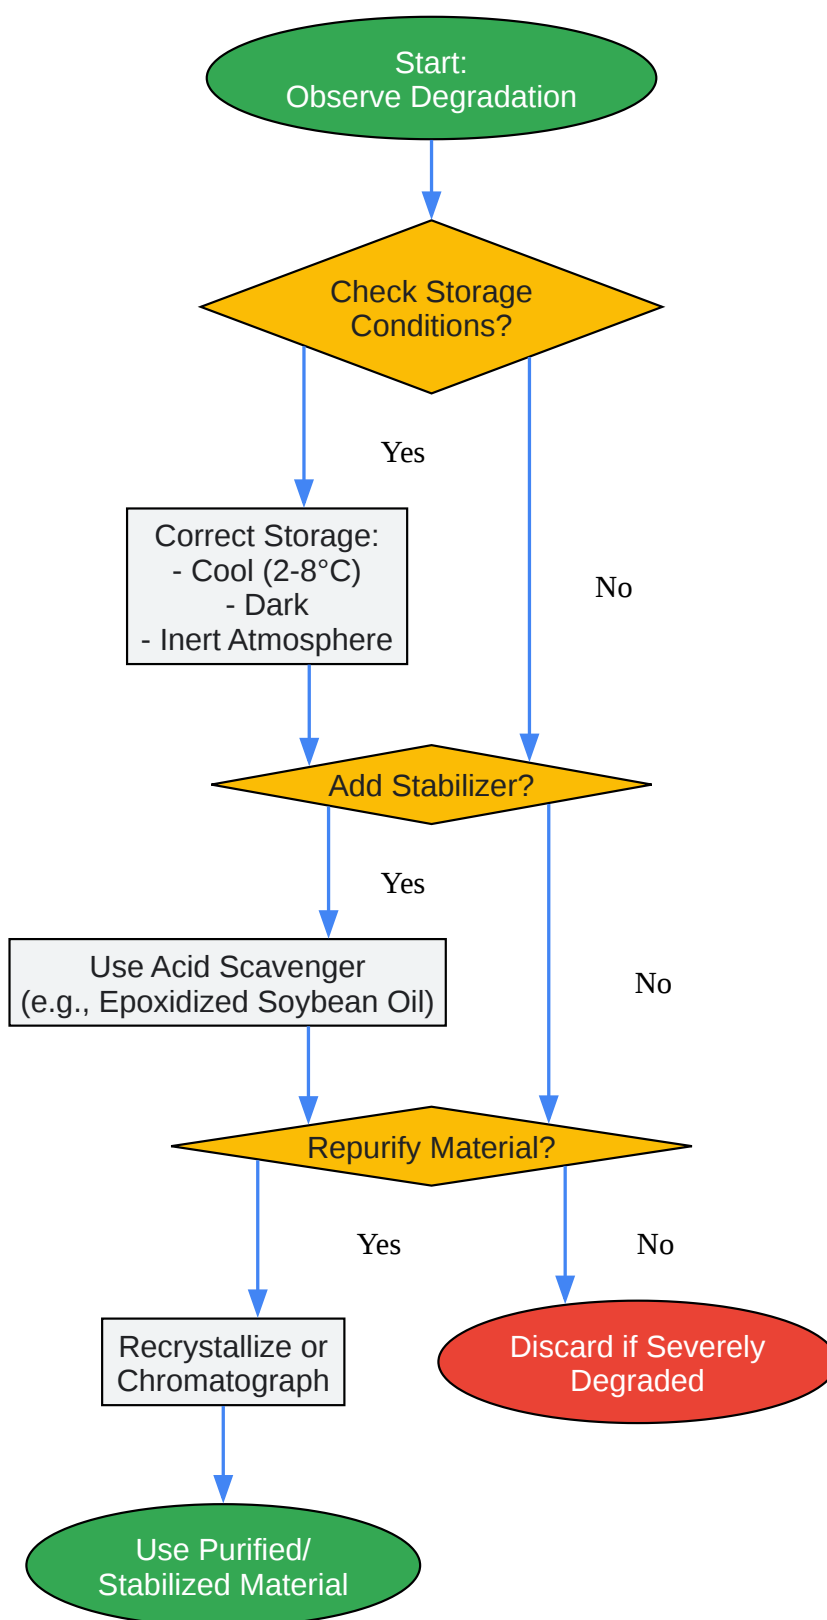 Start:
Observe Degradation
Check Storage
Conditions?
Yes
Correct Storage:
- Cool (2-8°C)
- Dark
- Inert Atmosphere
No
Add Stabilizer?
Yes
Use Acid Scavenger
(e.g., Epoxidized Soybean Oil)
No
Repurify Material?
Yes
No
Recrystallize or
Chromatograph
Discard if Severely
Degraded
Use Purified/
Stabilized Material